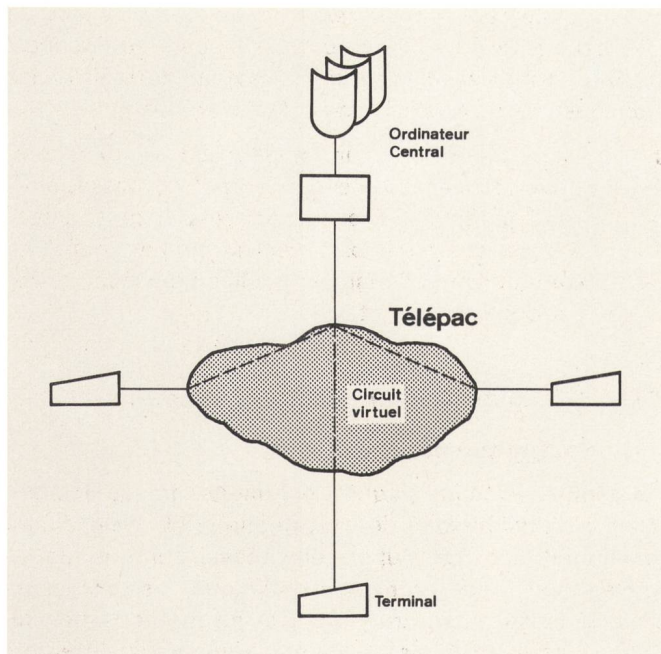 Ordinateur
Central
Télépac
Circuit
virtuel
Terminal